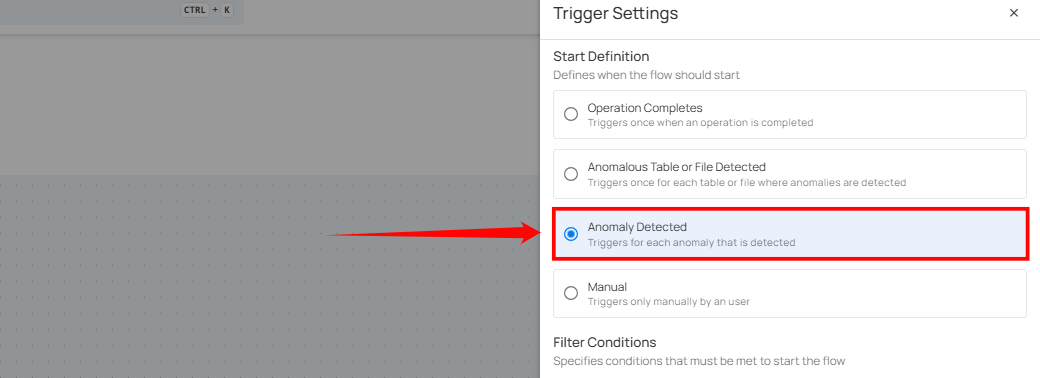 CTRL + K
Trigger Settings
Start Definition
Defines when the flow should start
Operation Completes
Triggers once when an operation is completed
Anomalous Table or File Detected
Triggers once for each table or file where anomalies are detected
Anomaly Detected
Triggers for each anomaly that is detected
Manual
Triggers only manually by an user
Filter Conditions
Specifies conditions that must be met to start the flow